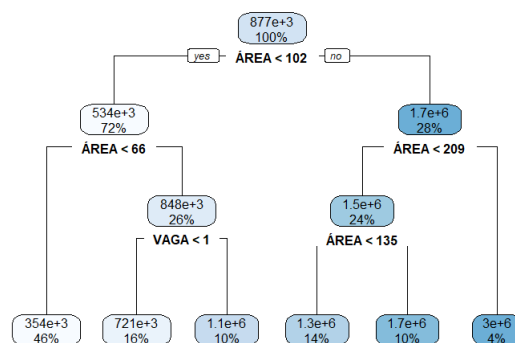 877e+3
100%
yes ÁREA < 102 no
534e+3
72%
ÁREA < 66
1.7e+6
28%
ÁREA < 209
848e+3
26%
VAGA < 1
1.5e+6
24%
ÁREA < 135
354e+3
46%
721e+3
16%
1.1e+6
10%
1.3e+6
14%
1.7e+6
10%
3e+6
4%